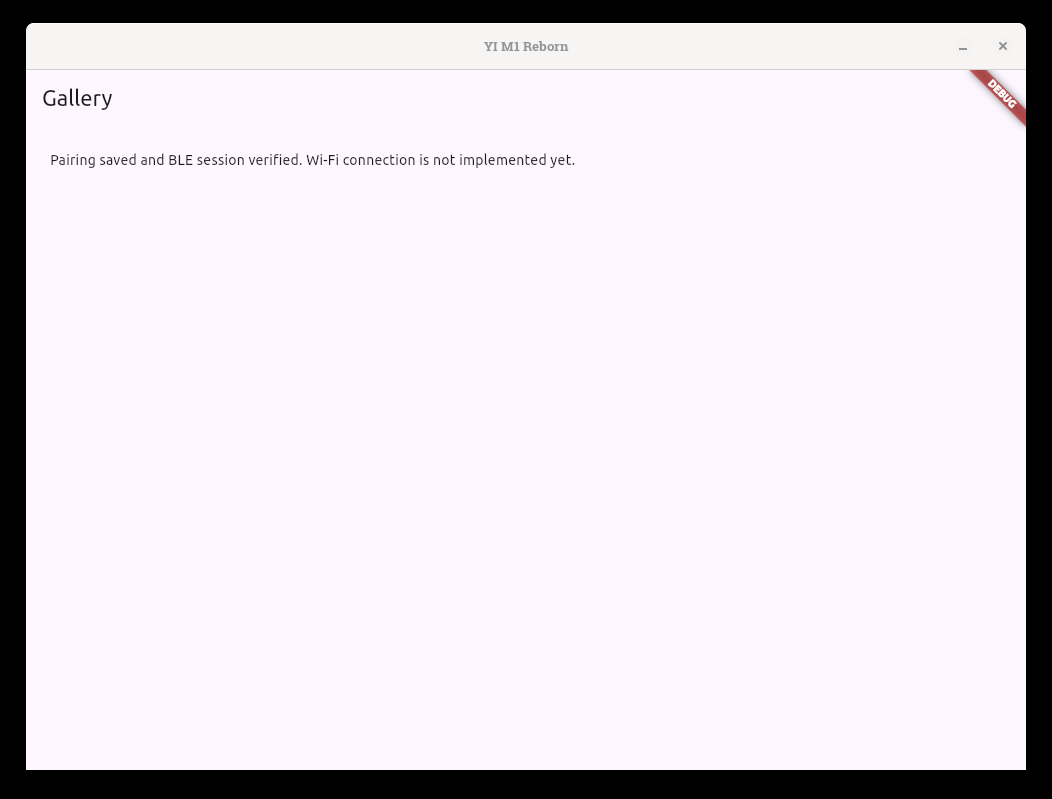 YI M1 Reborn
DEBUG
Gallery
Pairing saved and BLE session verified. Wi-Fi connection is not implemented yet.